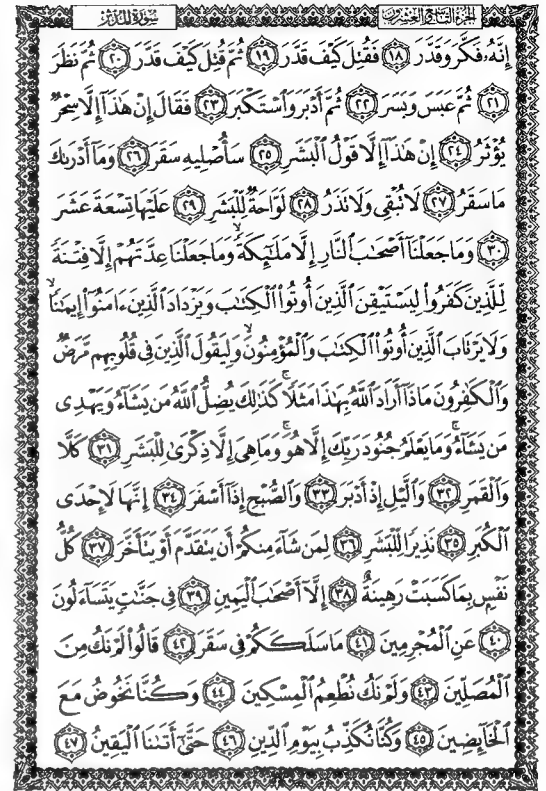 الجزء التاسع والعشرون
سورة المدثر
إِنَّهُۥ فَكَّرَ وَقَدَّرَ ١٨ فَقُتِلَ كَيْفَ قَدَّرَ ١٩ ثُمَّ قُتِلَ كَيْفَ قَدَّرَ ٢٠ ثُمَّ نَظَرَ
٢١ ثُمَّ عَبَسَ وَبَسَرَ ٢٢ ثُمَّ أَدْبَرَ وَٱسْتَكْبَرَ ٢٣ فَقَالَ إِنْ هَٰذَآ إِلَّا سِحْرٌ
يُؤْثَرُ ٢٤ إِنْ هَٰذَآ إِلَّا قَوْلُ ٱلْبَشَرِ ٢٥ سَأُصْلِيهِ سَقَرَ ٢٦ وَمَآ أَدْرَىٰكَ
مَا سَقَرُ ٢٧ لَا تُبْقِى وَلَا تَذَرُ ٢٨ لَوَّاحَةٌ لِّلْبَشَرِ ٢٩ عَلَيْهَا تِسْعَةَ عَشَرَ
٣٠ وَمَا جَعَلْنَآ أَصْحَٰبَ ٱلنَّارِ إِلَّا مَلَٰٓئِكَةً ۙ وَمَا جَعَلْنَا عِدَّتَهُمْ إِلَّا فِتْنَةً
لِّلَّذِينَ كَفَرُوا۟ لِيَسْتَيْقِنَ ٱلَّذِينَ أُوتُوا۟ ٱلْكِتَٰبَ وَيَزْدَادَ ٱلَّذِينَ ءَامَنُوٓا۟ إِيمَٰنًا ۙ
وَلَا يَرْتَابَ ٱلَّذِينَ أُوتُوا۟ ٱلْكِتَٰبَ وَٱلْمُؤْمِنُونَ ۙ وَلِيَقُولَ ٱلَّذِينَ فِى قُلُوبِهِم مَّرَضٌ
وَٱلْكَٰفِرُونَ مَاذَآ أَرَادَ ٱللَّهُ بِهَٰذَا مَثَلًا ۚ كَذَٰلِكَ يُضِلُّ ٱللَّهُ مَن يَشَآءُ وَيَهْدِى
مَن يَشَآءُ ۚ وَمَا يَعْلَمُ جُنُودَ رَبِّكَ إِلَّا هُوَ ۚ وَمَا هِىَ إِلَّا ذِكْرَىٰ لِلْبَشَرِ ٣١ كَلَّا
وَٱلْقَمَرِ ٣٢ وَٱلَّيْلِ إِذْ أَدْبَرَ ٣٣ وَٱلصُّبْحِ إِذَآ أَسْفَرَ ٣٤ إِنَّهَا لَإِحْدَى
ٱلْكُبَرِ ٣٥ نَذِيرًا لِّلْبَشَرِ ٣٦ لِمَن شَآءَ مِنكُمْ أَن يَتَقَدَّمَ أَوْ يَتَأَخَّرَ ٣٧ كُلُّ
نَفْسٍۭ بِمَا كَسَبَتْ رَهِينَةٌ ٣٨ إِلَّآ أَصْحَٰبَ ٱلْيَمِينِ ٣٩ فِى جَنَّٰتٍ يَتَسَآءَلُونَ
٤٠ عَنِ ٱلْمُجْرِمِينَ ٤١ مَا سَلَكَكُمْ فِى سَقَرَ ٤٢ قَالُوا۟ لَمْ نَكُ مِنَ
ٱلْمُصَلِّينَ ٤٣ وَلَمْ نَكُ نُطْعِمُ ٱلْمِسْكِينَ ٤٤ وَكُنَّا نَخُوضُ مَعَ
ٱلْخَآئِضِينَ ٤٥ وَكُنَّا نُكَذِّبُ بِيَوْمِ ٱلدِّينِ ٤٦ حَتَّىٰٓ أَتَىٰنَا ٱلْيَقِينُ ٤٧